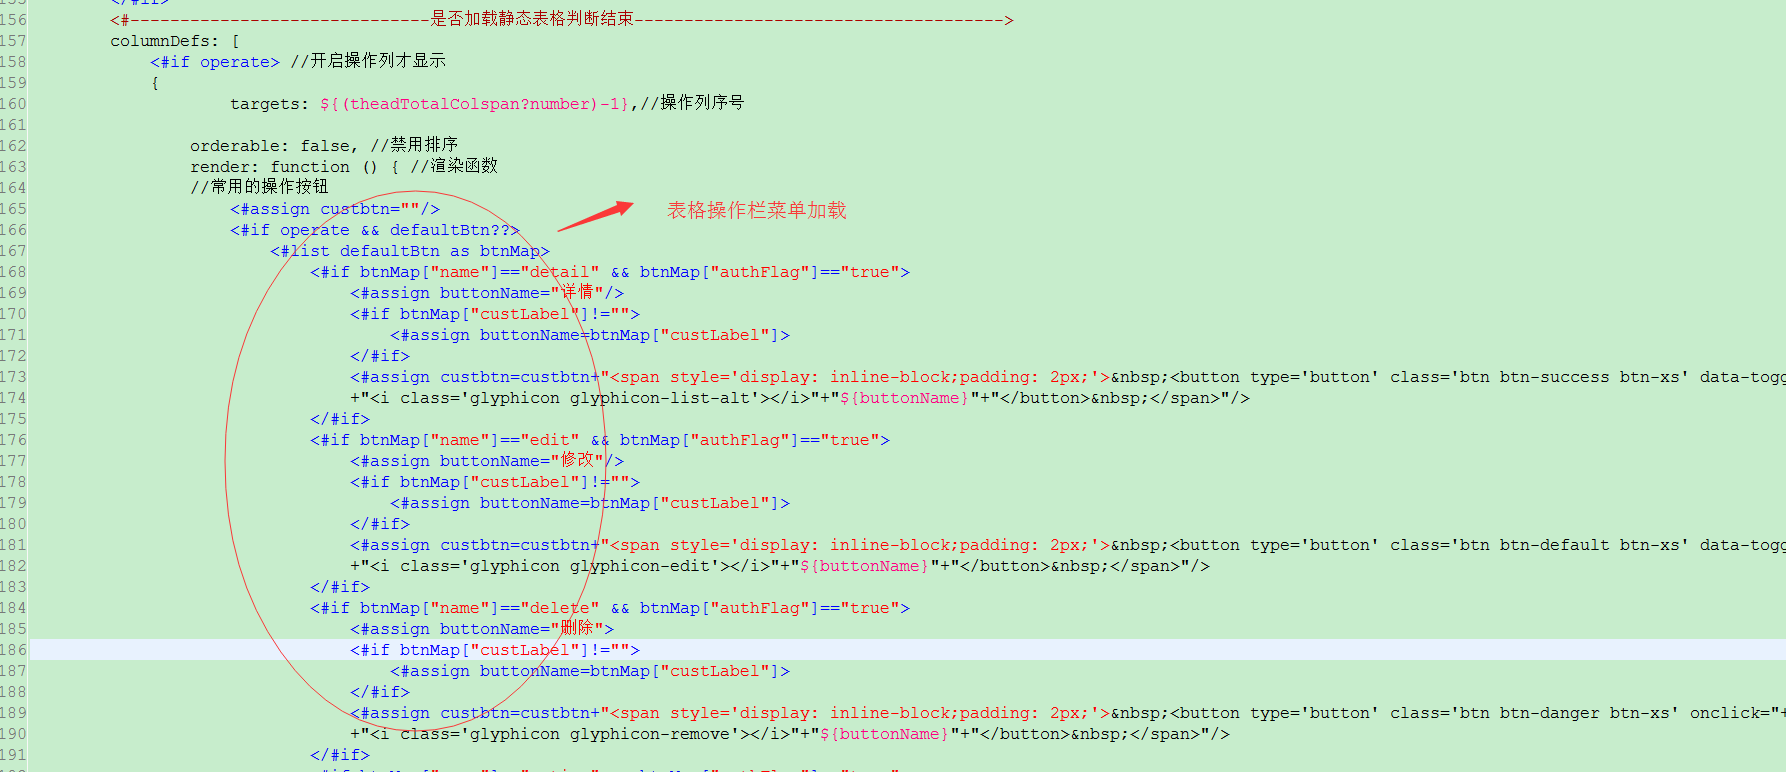 </#if>
156 <#------------------------------是否加载静态表格判断结束------------------------------------->
157 columnDefs: [
158 <#if operate> //开启操作列才显示
159 {
160 targets: ${(theadTotalColspan?number)-1},//操作列序号
161
162 orderable: false, //禁用排序
163 render: function () { //渲染函数
164 //常用的操作按钮
165 <#assign custbtn=""/>
表格操作栏菜单加载
166 <#if operate && defaultBtn??>
167 <#list defaultBtn as btnMap>
168 <#if btnMap["name"]=="detail" && btnMap["authFlag"]=="true">
169 <#assign buttonName="详情"/>
170 <#if btnMap["custLabel"]!="">
171 <#assign buttonName=btnMap["custLabel"]>
172 </#if>
173 <#assign custbtn=custbtn+"<span style='display: inline-block;padding: 2px;'>&nbsp;<button type='button' class='btn btn-success btn-xs' data-togg
174 +"<i class='glyphicon glyphicon-list-alt'></i>"+"${buttonName}"+"</button>&nbsp;</span>"/>
175 </#if>
176 <#if btnMap["name"]=="edit" && btnMap["authFlag"]=="true">
177 <#assign buttonName="修改"/>
178 <#if btnMap["custLabel"]!="">
179 <#assign buttonName=btnMap["custLabel"]>
180 </#if>
181 <#assign custbtn=custbtn+"<span style='display: inline-block;padding: 2px;'>&nbsp;<button type='button' class='btn btn-default btn-xs' data-togg
182 +"<i class='glyphicon glyphicon-edit'></i>"+"${buttonName}"+"</button>&nbsp;</span>"/>
183 </#if>
184 <#if btnMap["name"]=="delete" && btnMap["authFlag"]=="true">
185 <#assign buttonName="删除">
186 <#if btnMap["custLabel"]!="">
187 <#assign buttonName=btnMap["custLabel"]>
188 </#if>
189 <#assign custbtn=custbtn+"<span style='display: inline-block;padding: 2px;'>&nbsp;<button type='button' class='btn btn-danger btn-xs' onclick="+
190 +"<i class='glyphicon glyphicon-remove'></i>"+"${buttonName}"+"</button>&nbsp;</span>"/>
191 </#if>